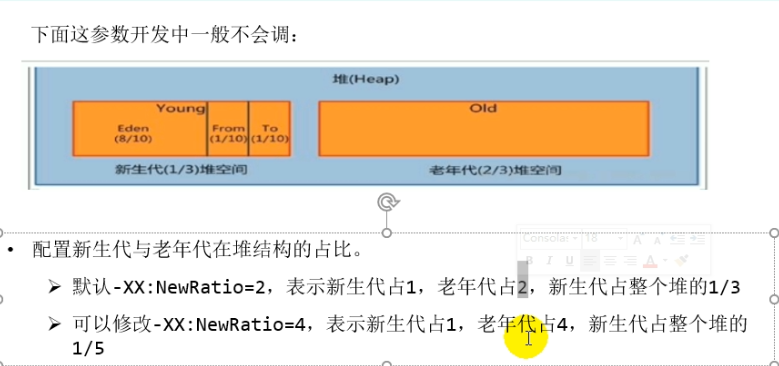 下面这参数开发中一般不会调：
堆(Heap)
Young
Eden
(8/10)
From
(1/10)
To
(1/10)
Old
新生代(1/3)堆空间
老年代(2/3)堆空间
• 配置新生代与老年代在堆结构的占比。
➢ 默认-XX:NewRatio=2，表示新生代占1，老年代占2，新生代占整个堆的1/3
➢ 可以修改-XX:NewRatio=4，表示新生代占1，老年代占4，新生代占整个堆的
1/5